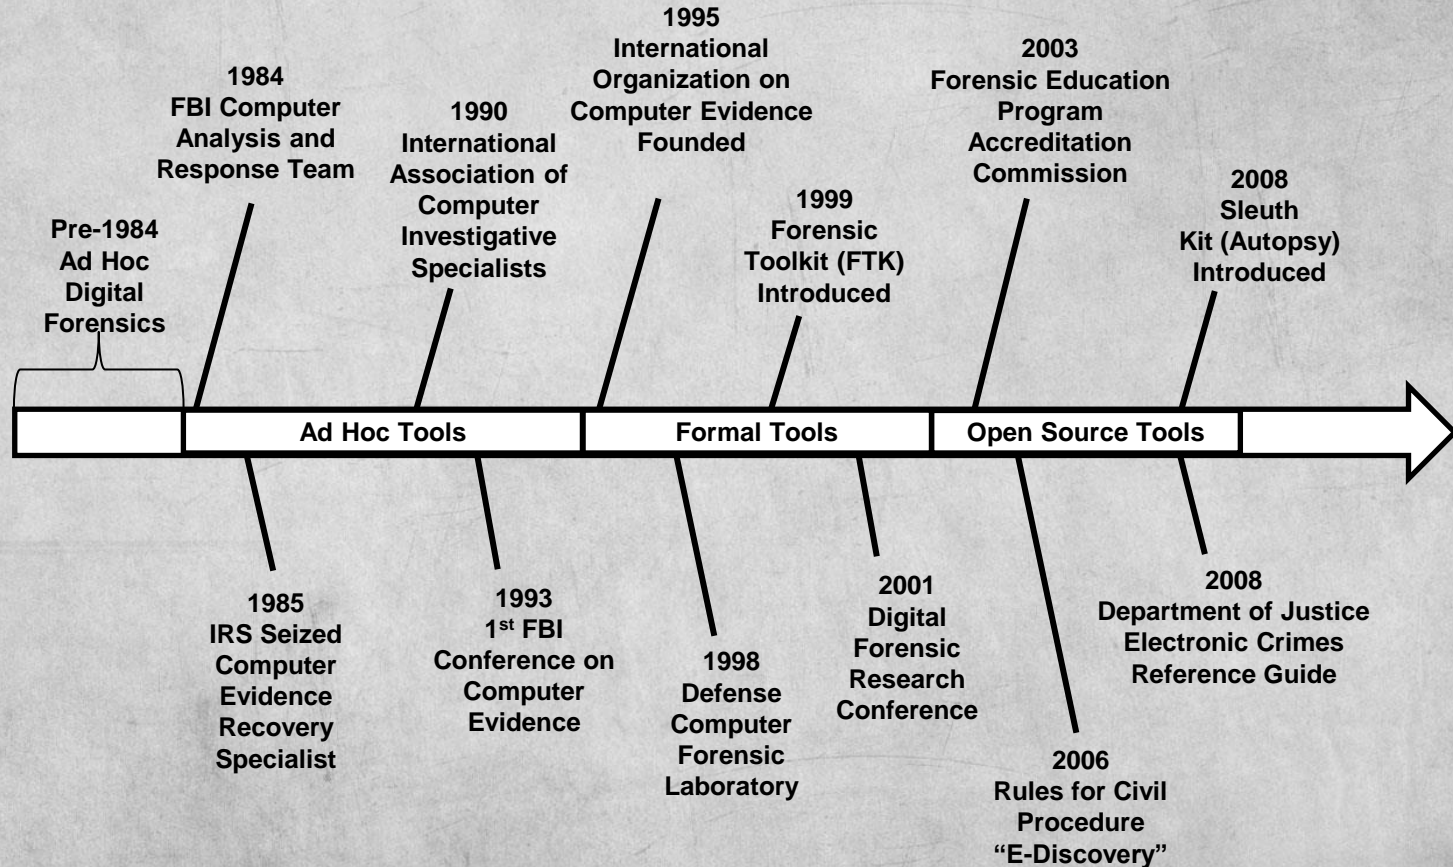 Pre-1984
Ad Hoc
Digital
Forensics
1984
FBI Computer
Analysis and
Response Team
1990
International
Association of
Computer
Investigative
Specialists
1995
International
Organization on
Computer Evidence
Founded
1999
Forensic
Toolkit (FTK)
Introduced
2003
Forensic Education
Program
Accreditation
Commission
2008
Sleuth
Kit (Autopsy)
Introduced
Ad Hoc Tools
Formal Tools
Open Source Tools
1985
IRS Seized
Computer
Evidence
Recovery
Specialist
1993
1st FBI
Conference on
Computer
Evidence
1998
Defense
Computer
Forensic
Laboratory
2001
Digital
Forensic
Research
Conference
2006
Rules for Civil
Procedure
“E-Discovery”
2008
Department of Justice
Electronic Crimes
Reference Guide